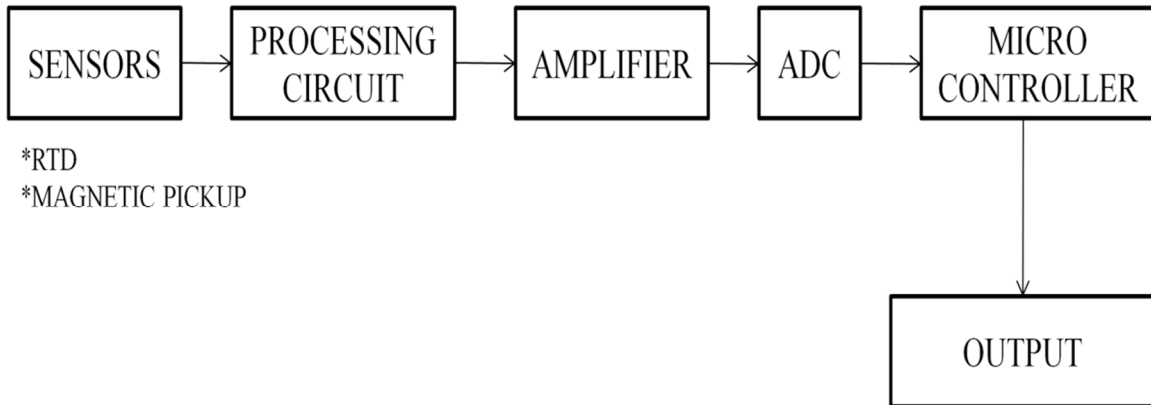 SENSORS
PROCESSING
CIRCUIT
AMPLIFIER
ADC
MICRO
CONTROLLER
*RTD
*MAGNETIC PICKUP
OUTPUT